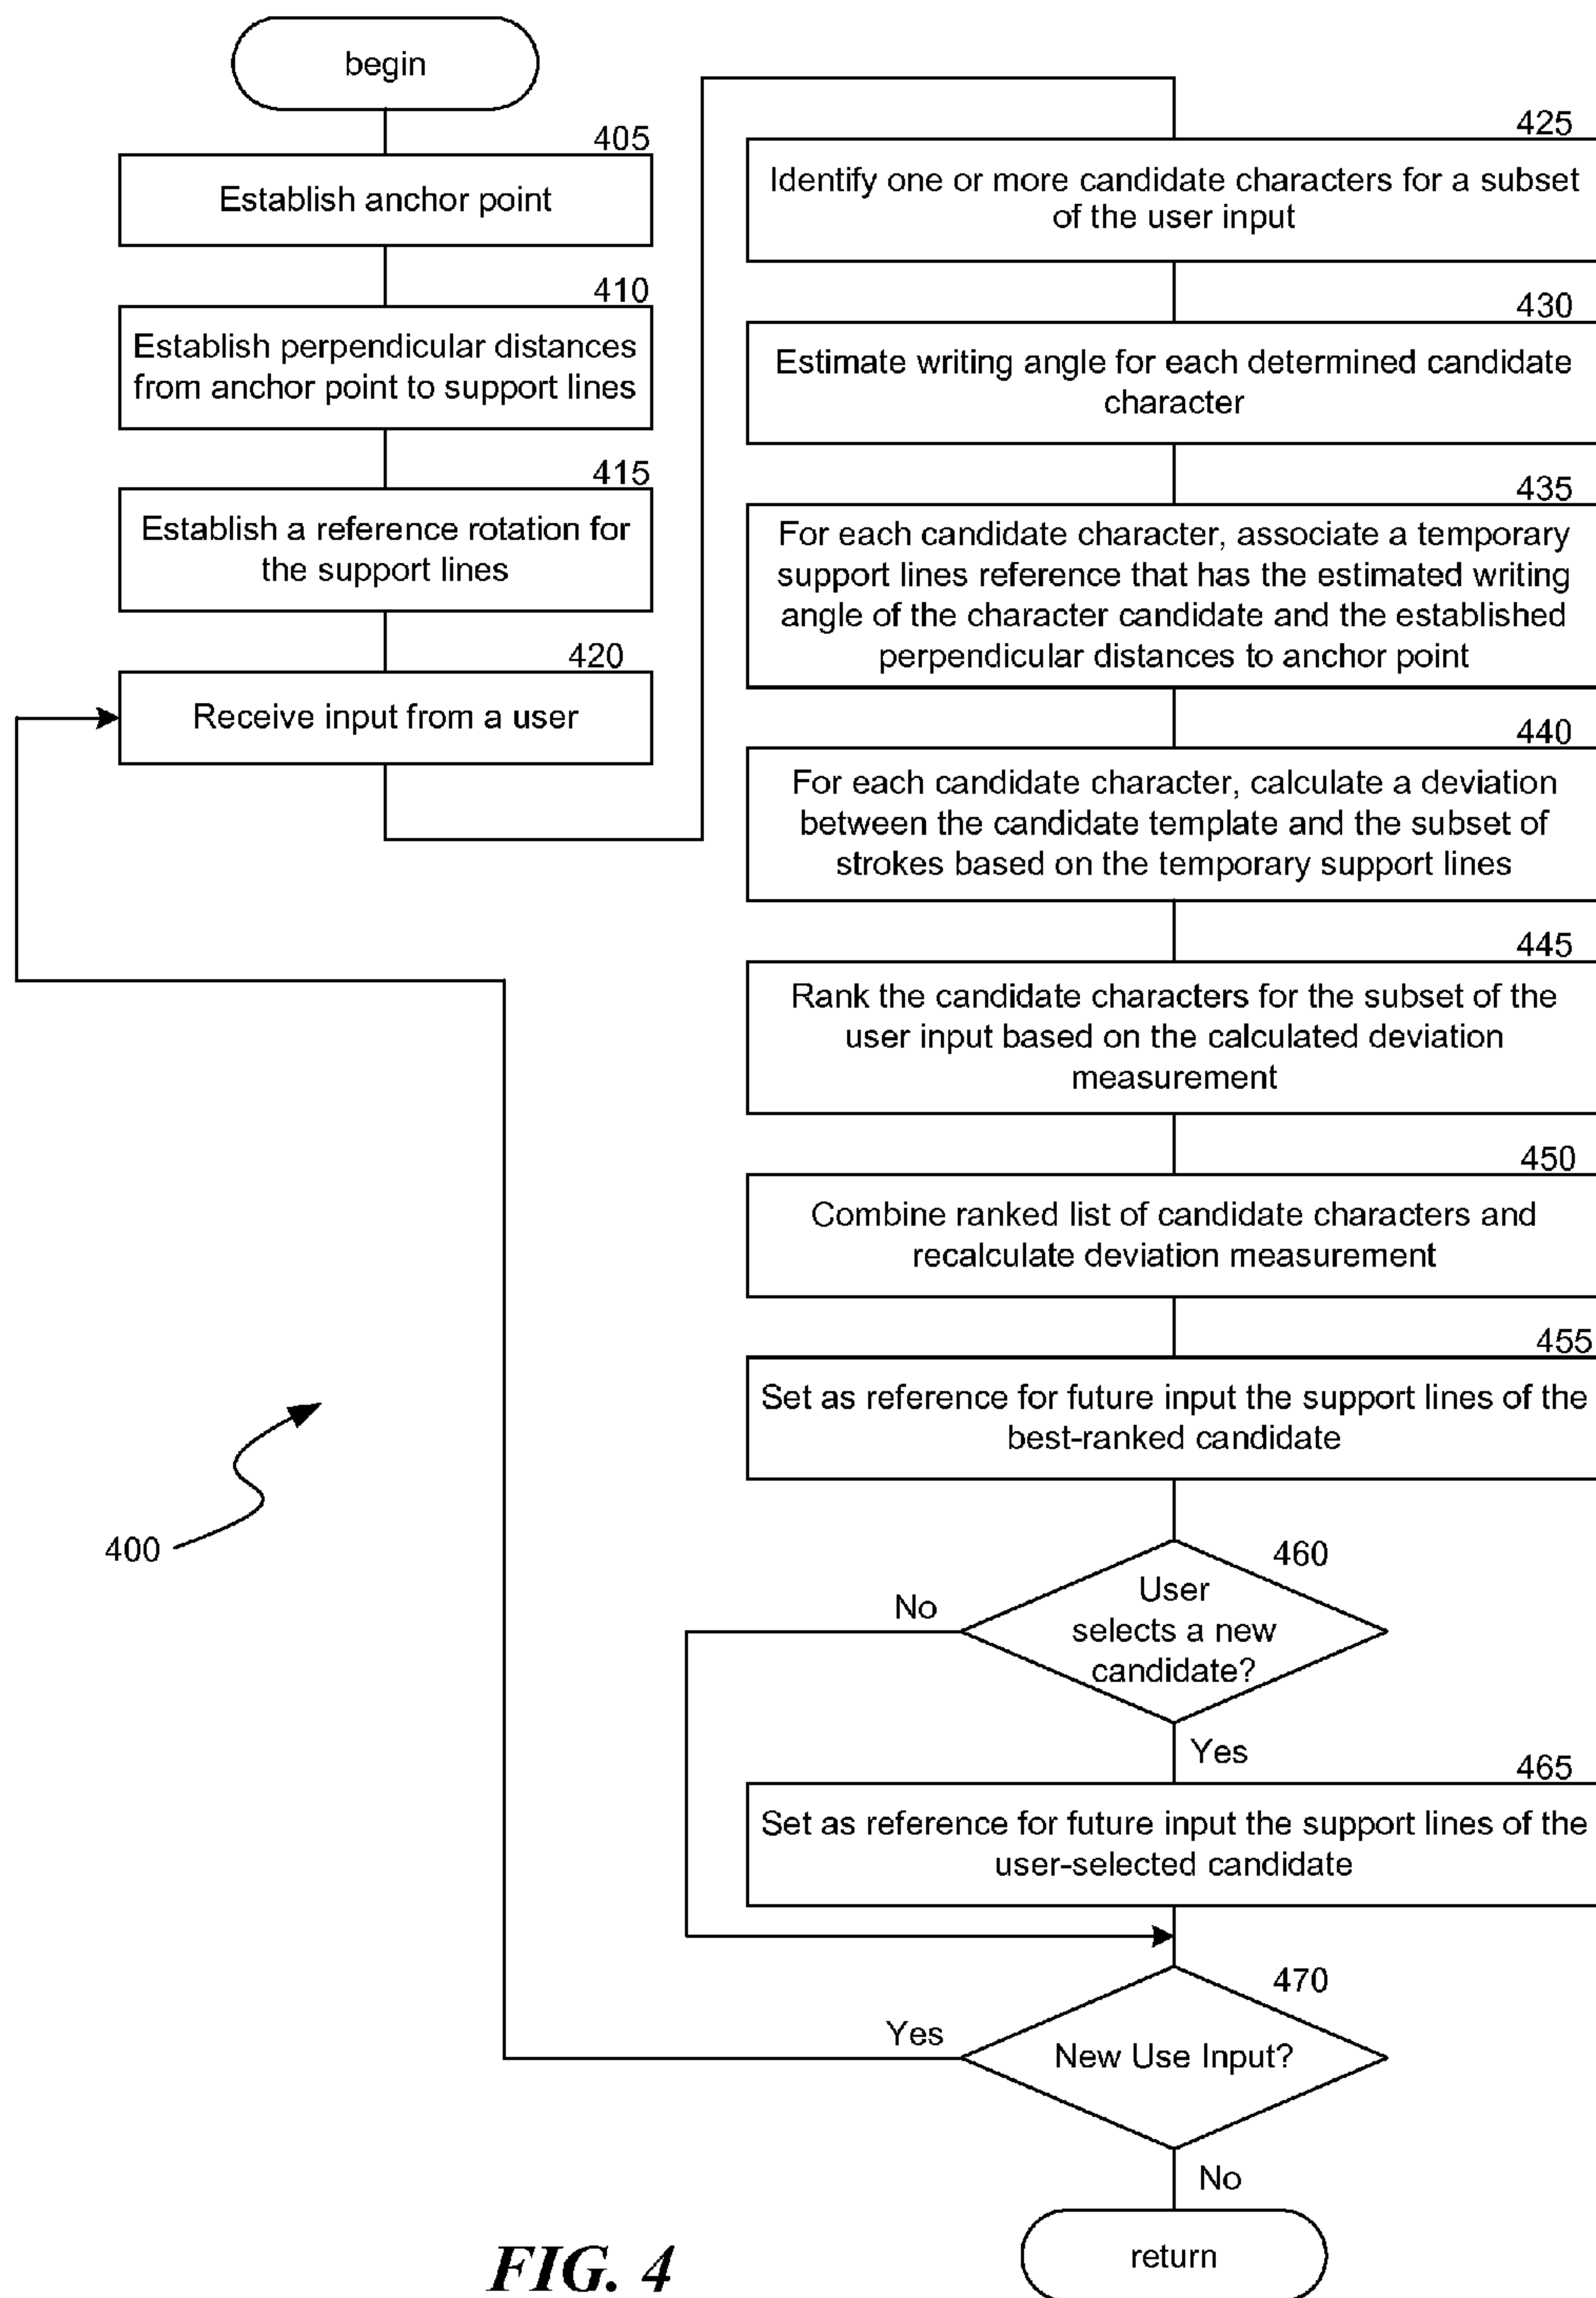 begin
405
Establish anchor point
410
Establish perpendicular distances
from anchor point to support lines
415
Establish a reference rotation for
the support lines
420
Receive input from a user
425
Identify one or more candidate characters for a subset
of the user input
430
Estimate writing angle for each determined candidate
character
435
For each candidate character, associate a temporary
support lines reference that has the estimated writing
angle of the character candidate and the established
perpendicular distances to anchor point
440
For each candidate character, calculate a deviation
between the candidate template and the subset of
strokes based on the temporary support lines
445
Rank the candidate characters for the subset of the
user input based on the calculated deviation
measurement
450
Combine ranked list of candidate characters and
recalculate deviation measurement
455
Set as reference for future input the support lines of the
best-ranked candidate
460
User
selects a new
candidate?
No
Yes
465
Set as reference for future input the support lines of the
user-selected candidate
470
New Use Input?
Yes
No
return
400
FIG. 4